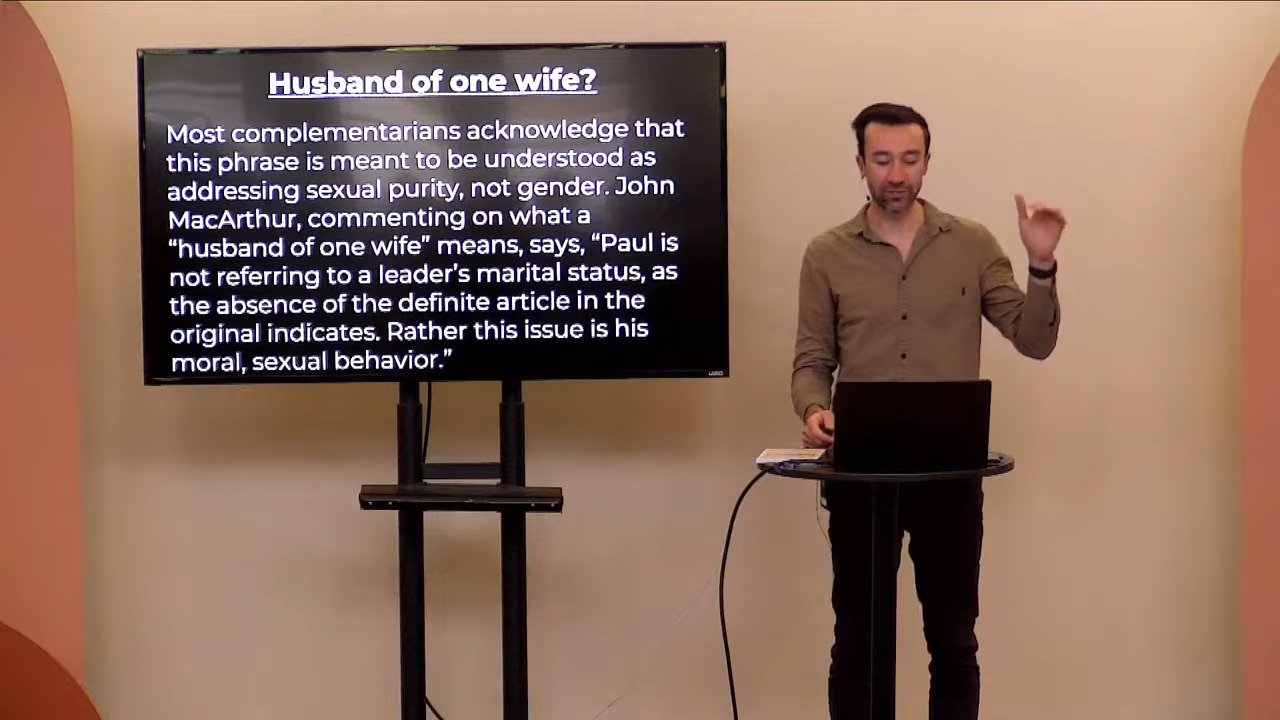 Husband of one wife?
Most complementarians acknowledge that
this phrase is meant to be understood as
addressing sexual purity, not gender. John
MacArthur, commenting on what a
“husband of one wife” means, says, “Paul is
not referring to a leader’s marital status, as
the absence of the definite article in the
original indicates. Rather this issue is his
moral, sexual behavior.”
VIZIO